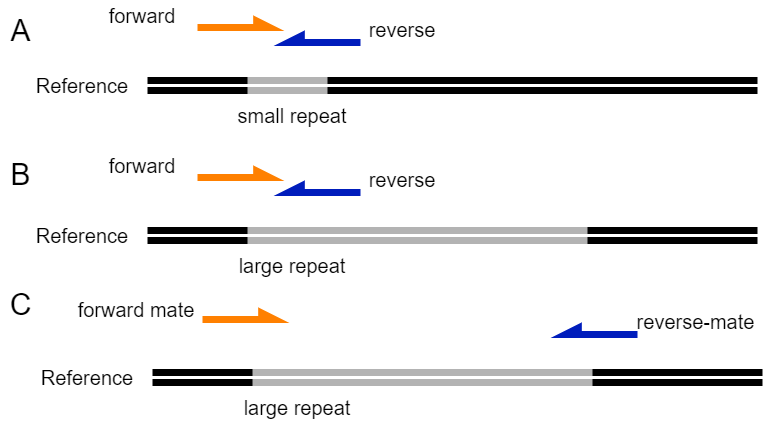 A
forward
reverse
Reference
small repeat
B
forward
reverse
Reference
large repeat
C
forward mate
reverse-mate
Reference
large repeat